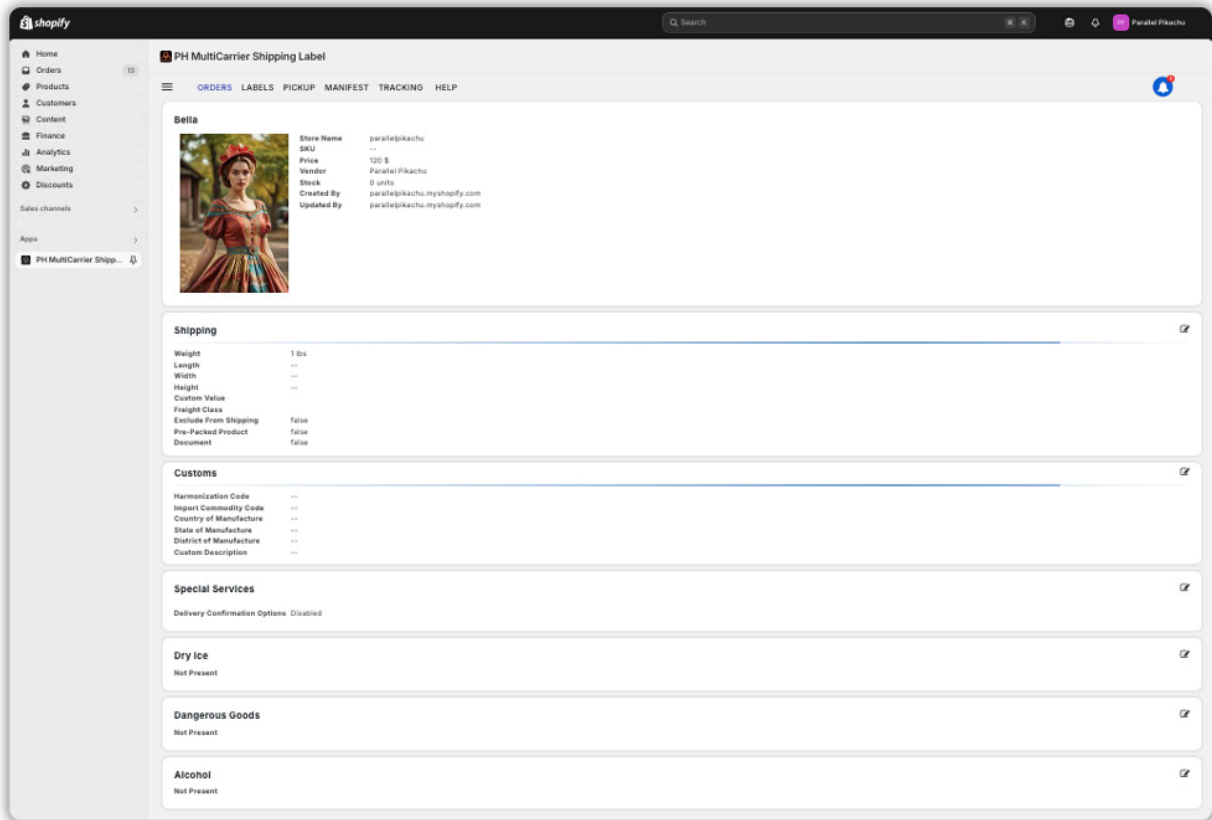 shopify
Search
⌘ K
PP
Parallel Pikachu
Home
Orders 13
Products
Customers
Content
Finance
Analytics
Marketing
Discounts
Sales channels
Apps
PH MultiCarrier Shipp...
PH MultiCarrier Shipping Label
ORDERS LABELS PICKUP MANIFEST TRACKING HELP
Bella
Store Name parallelpikachu
SKU --
Price 120 $
Vendor Parallel Pikachu
Stock 0 units
Created By parallelpikachu.myshopify.com
Updated By parallelpikachu.myshopify.com
Shipping
Weight 1 lbs
Length --
Width --
Height --
Custom Value
Freight Class
Exclude From Shipping false
Pre-Packed Product false
Document false
Customs
Harmonization Code --
Import Commodity Code --
Country of Manufacture --
State of Manufacture --
District of Manufacture --
Custom Description --
Special Services
Delivery Confirmation Options Disabled
Dry Ice
Not Present
Dangerous Goods
Not Present
Alcohol
Not Present